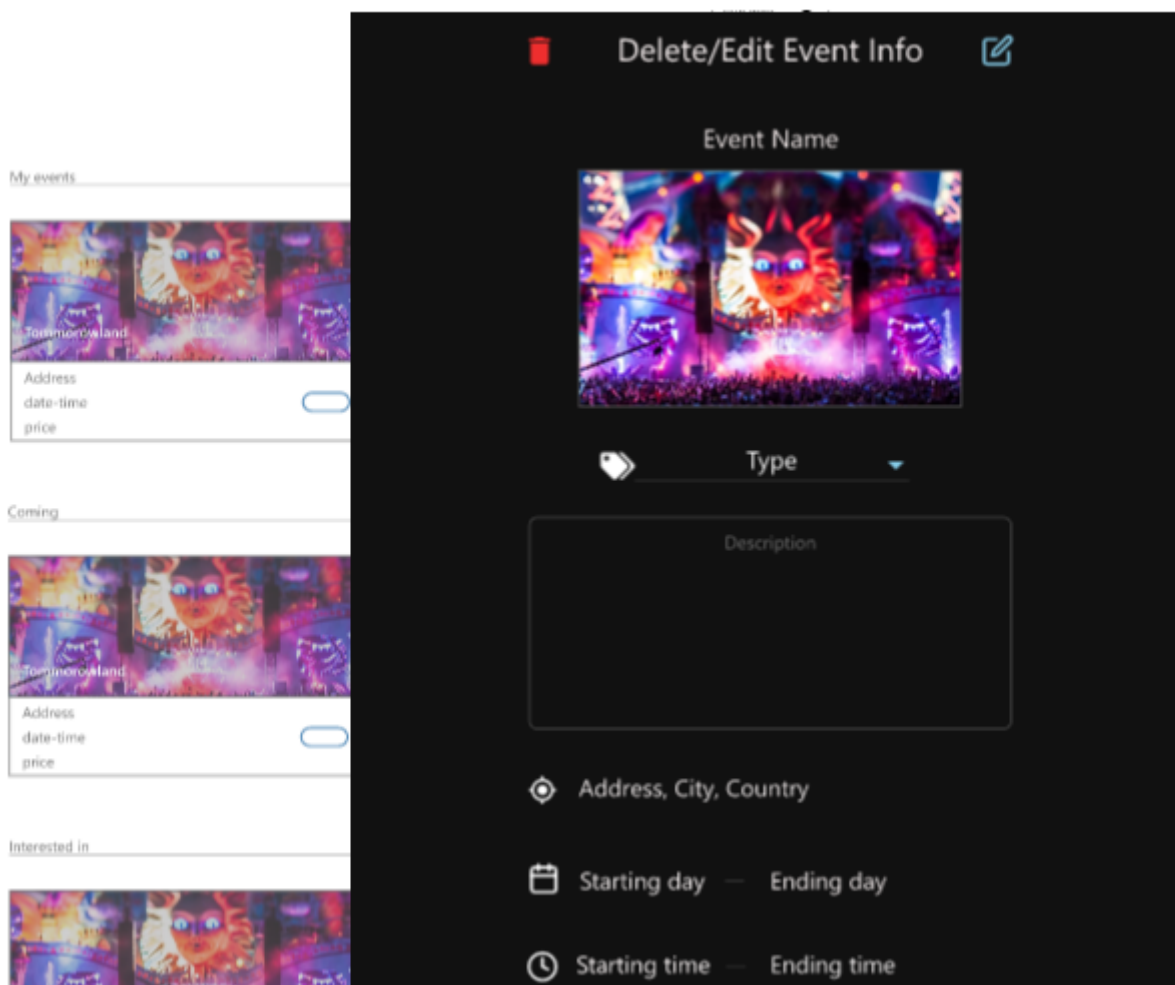 My events
Tommorowland
Address
date-time
price
Coming
Tommorowland
Address
date-time
price
Interested in
Delete/Edit Event Info
Event Name
Type
Description
Address, City, Country
Starting day — Ending day
Starting time — Ending time